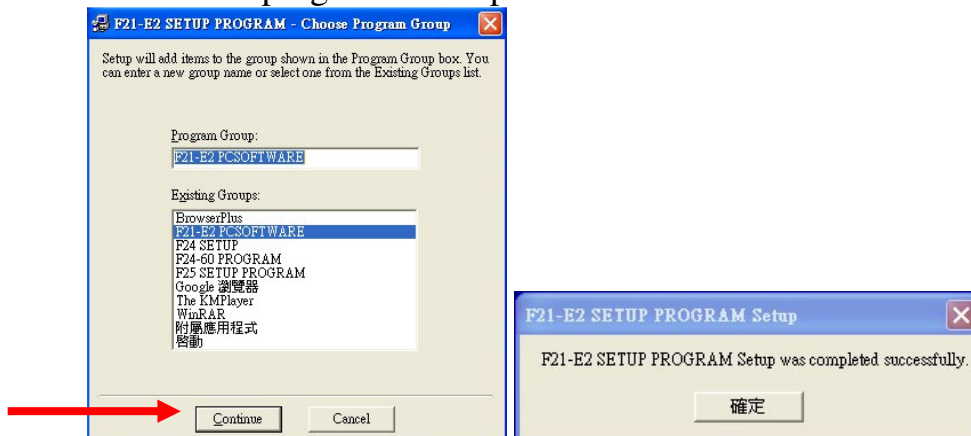 F21-E2 SETUP PROGRAM - Choose Program Group
Setup will add items to the group shown in the Program Group box. You
can enter a new group name or select one from the Existing Groups list.
Program Group:
F21-E2 PCSOFTWARE
Existing Groups:
BrowserPlus
F21-E2 PCSOFTWARE
F24 SETUP
F24-60 PROGRAM
F25 SETUP PROGRAM
Google 瀏覽器
The KMPlayer
WinRAR
附屬應用程式
啓動
Continue
Cancel
F21-E2 SETUP PROGRAM Setup
F21-E2 SETUP PROGRAM Setup was completed successfully.
確定